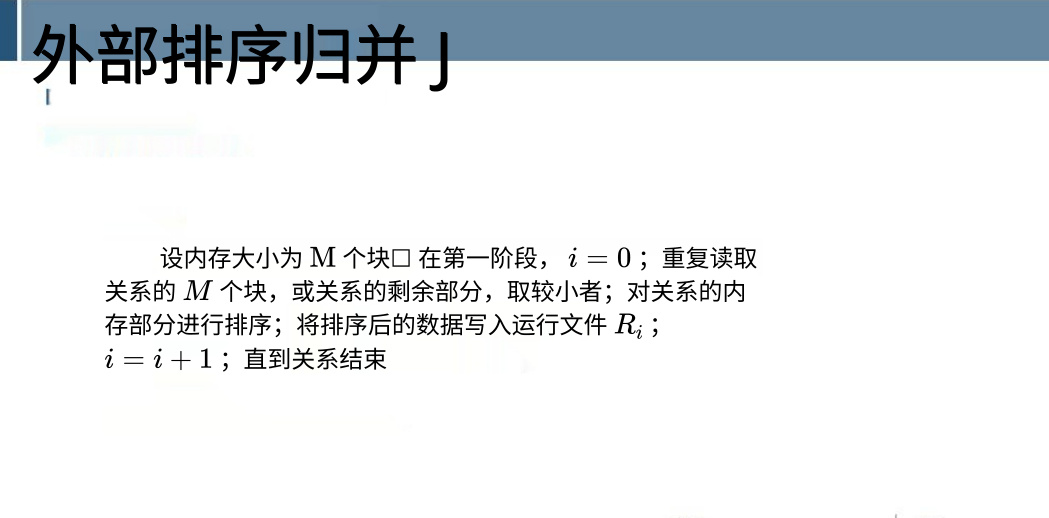 外部排序归并 J
设内存大小为 M 个块□ 在第一阶段， i = 0 ；重复读取
关系的 M 个块，或关系的剩余部分，取较小者；对关系的内
存部分进行排序；将排序后的数据写入运行文件 Rᵢ ；
i = i + 1 ；直到关系结束